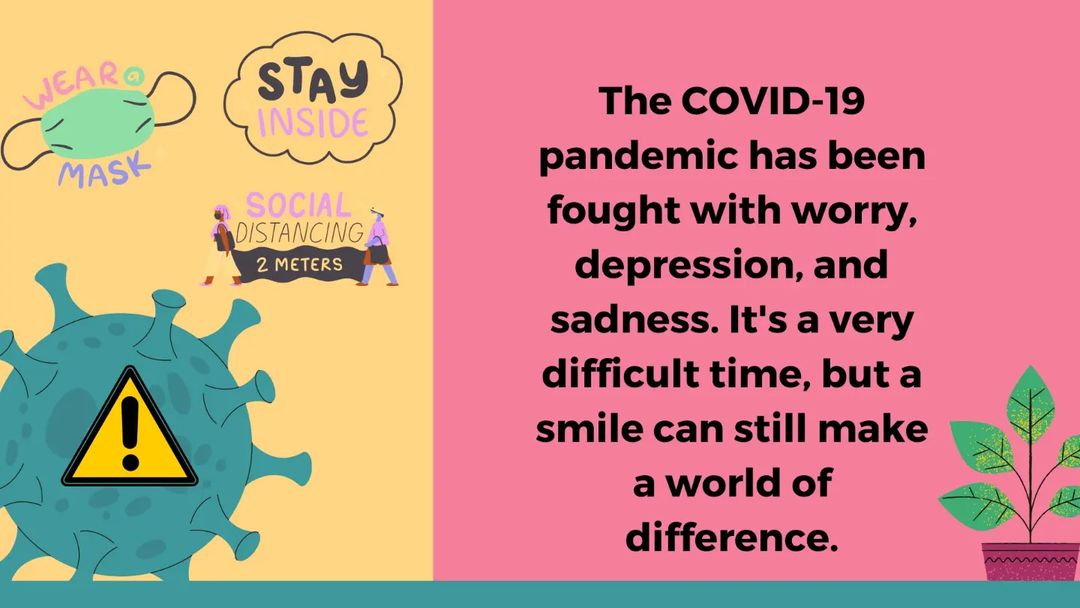 WEAR a
MASK
STAY
INSIDE
SOCIAL
DISTANCING
2 METERS
The COVID-19
pandemic has been
fought with worry,
depression, and
sadness. It's a very
difficult time, but a
smile can still make
a world of
difference.